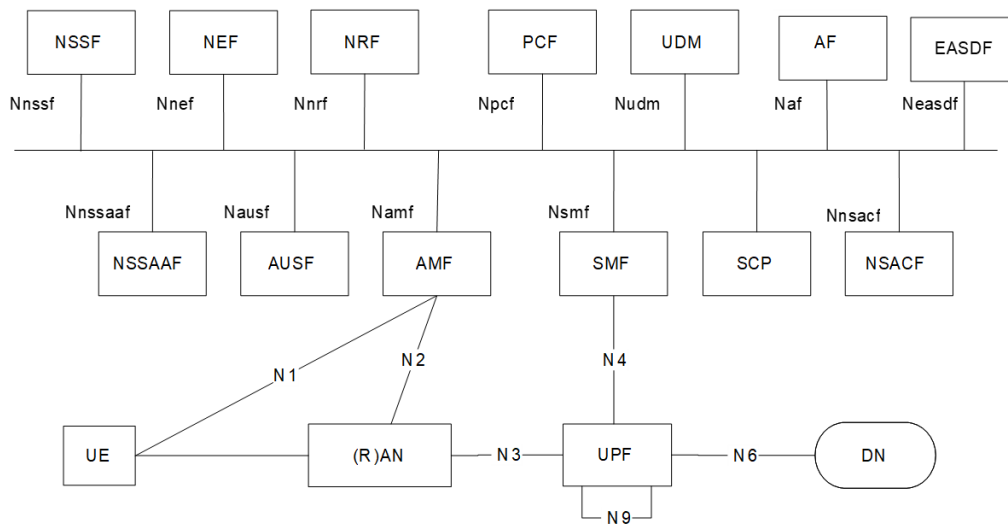 NSSF
NEF
NRF
PCF
UDM
AF
EASDF
Nnssf
Nnef
Nnrf
Npcf
Nudm
Naf
Neasdf
Nnssaaf
Nausf
Namf
Nsmf
Nnsacf
NSSAAF
AUSF
AMF
SMF
SCP
NSACF
N1
N2
N4
UE
(R)AN
N3
UPF
N6
DN
N9